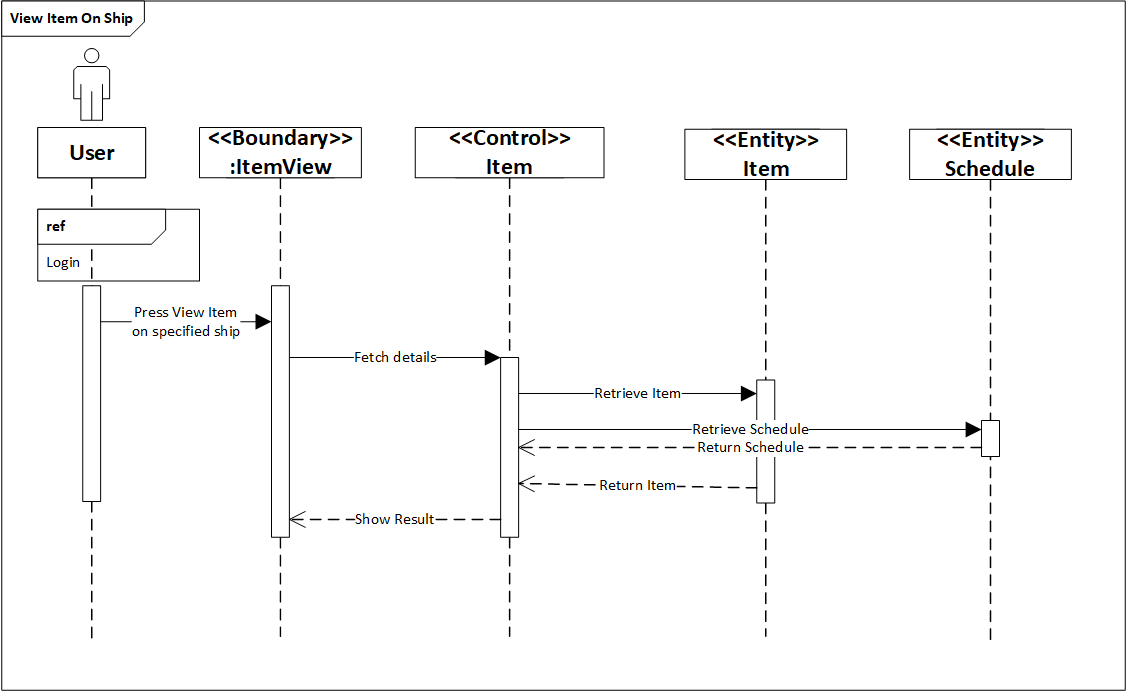 View Item On Ship
User
<<Boundary>>
:ItemView
<<Control>>
Item
<<Entity>>
Item
<<Entity>>
Schedule
ref
Login
Press View Item
on specified ship
Fetch details
Retrieve Item
Retrieve Schedule
Return Schedule
Return Item
Show Result